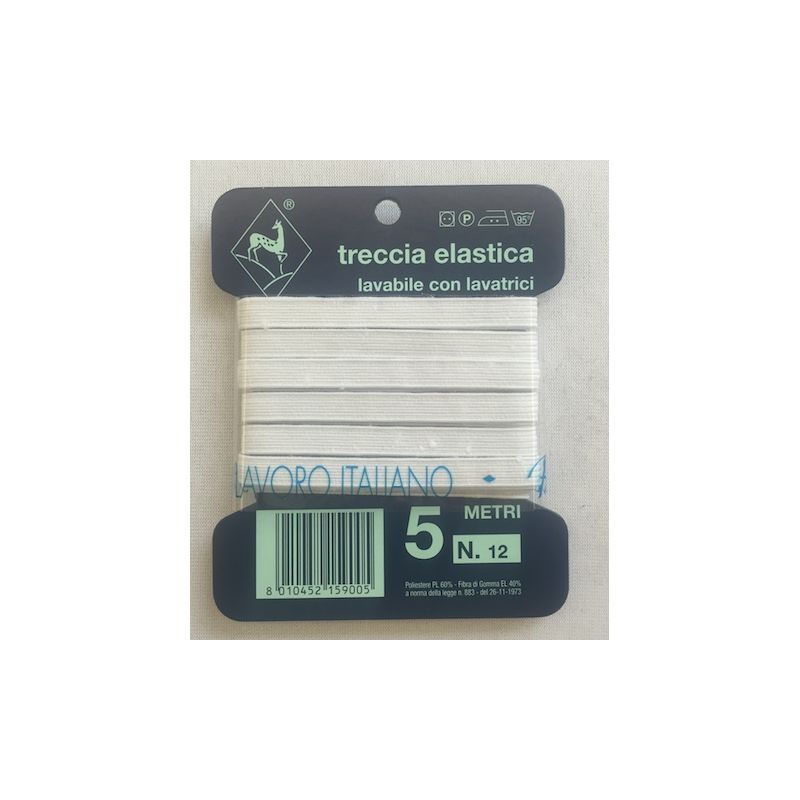 ®
P 95°
treccia elastica
lavabile con lavatrici
LAVORO ITALIANO
5 METRI
N. 12
8 010452 159005
Poliestere PL 60% - Fibra di Gomma EL 40%
a norma della legge n. 883 - del 26-11-1973